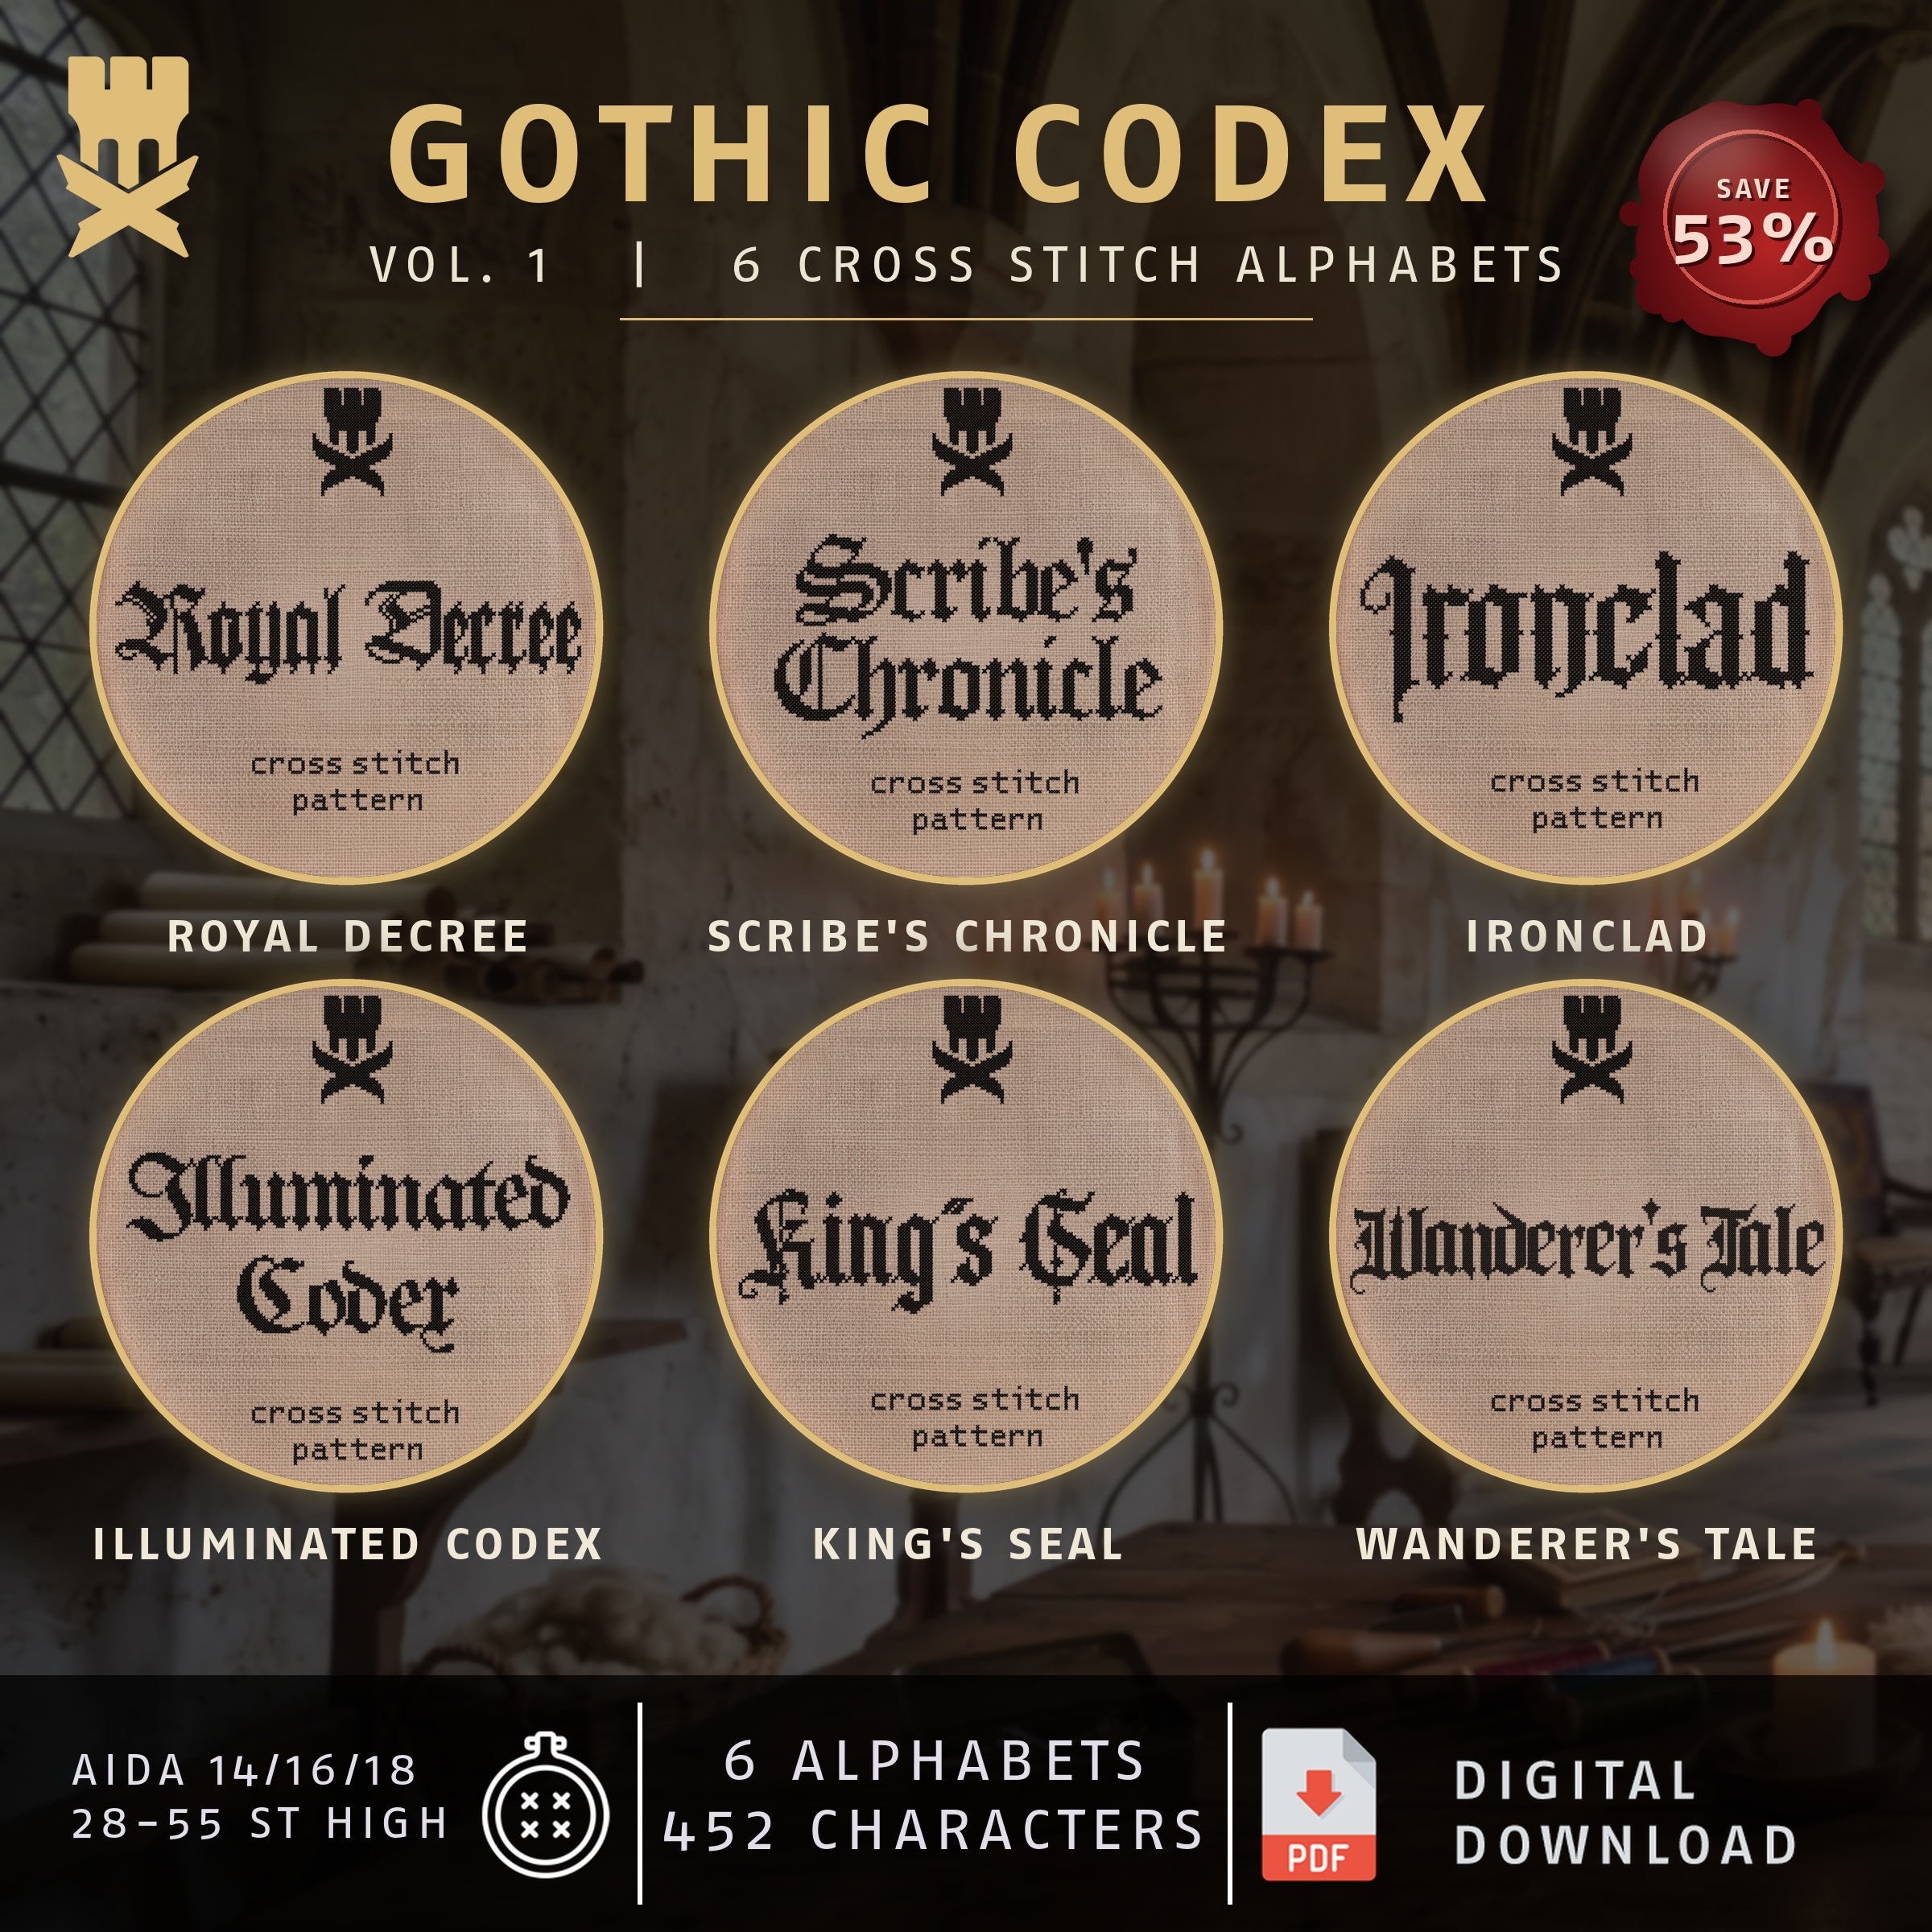 GOTHIC CODEX
VOL. 1 | 6 CROSS STITCH ALPHABETS
SAVE
53%
Royal Decree
cross stitch
pattern
ROYAL DECREE
Scribe's
Chronicle
cross stitch
pattern
SCRIBE'S CHRONICLE
Ironclad
cross stitch
pattern
IRONCLAD
Illuminated
Codex
cross stitch
pattern
ILLUMINATED CODEX
King's Seal
cross stitch
pattern
KING'S SEAL
Wanderer's Tale
cross stitch
pattern
WANDERER'S TALE
AIDA 14/16/18
28-55 ST HIGH
6 ALPHABETS
452 CHARACTERS
PDF
DIGITAL
DOWNLOAD